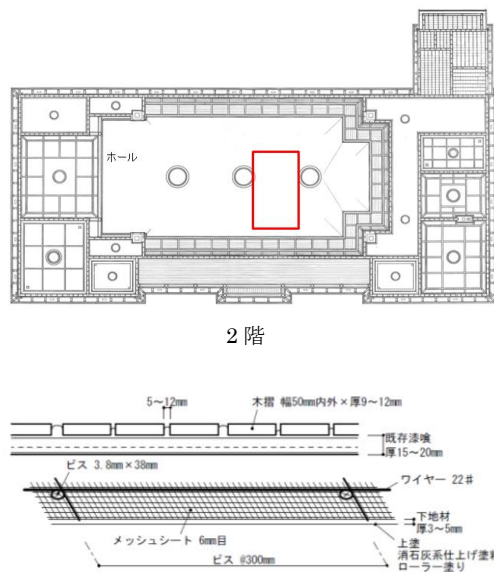 ホール
2階
5～12mm
木摺 幅50mm内外×厚9～12mm
既存漆喰
厚15～20mm
ビス 3.8mm×38mm
ワイヤー 22#
下地材
厚3～5mm
メッシュシート 6mm目
上塗
消石灰系仕上げ塗料
ローラー塗り
ビス @300mm